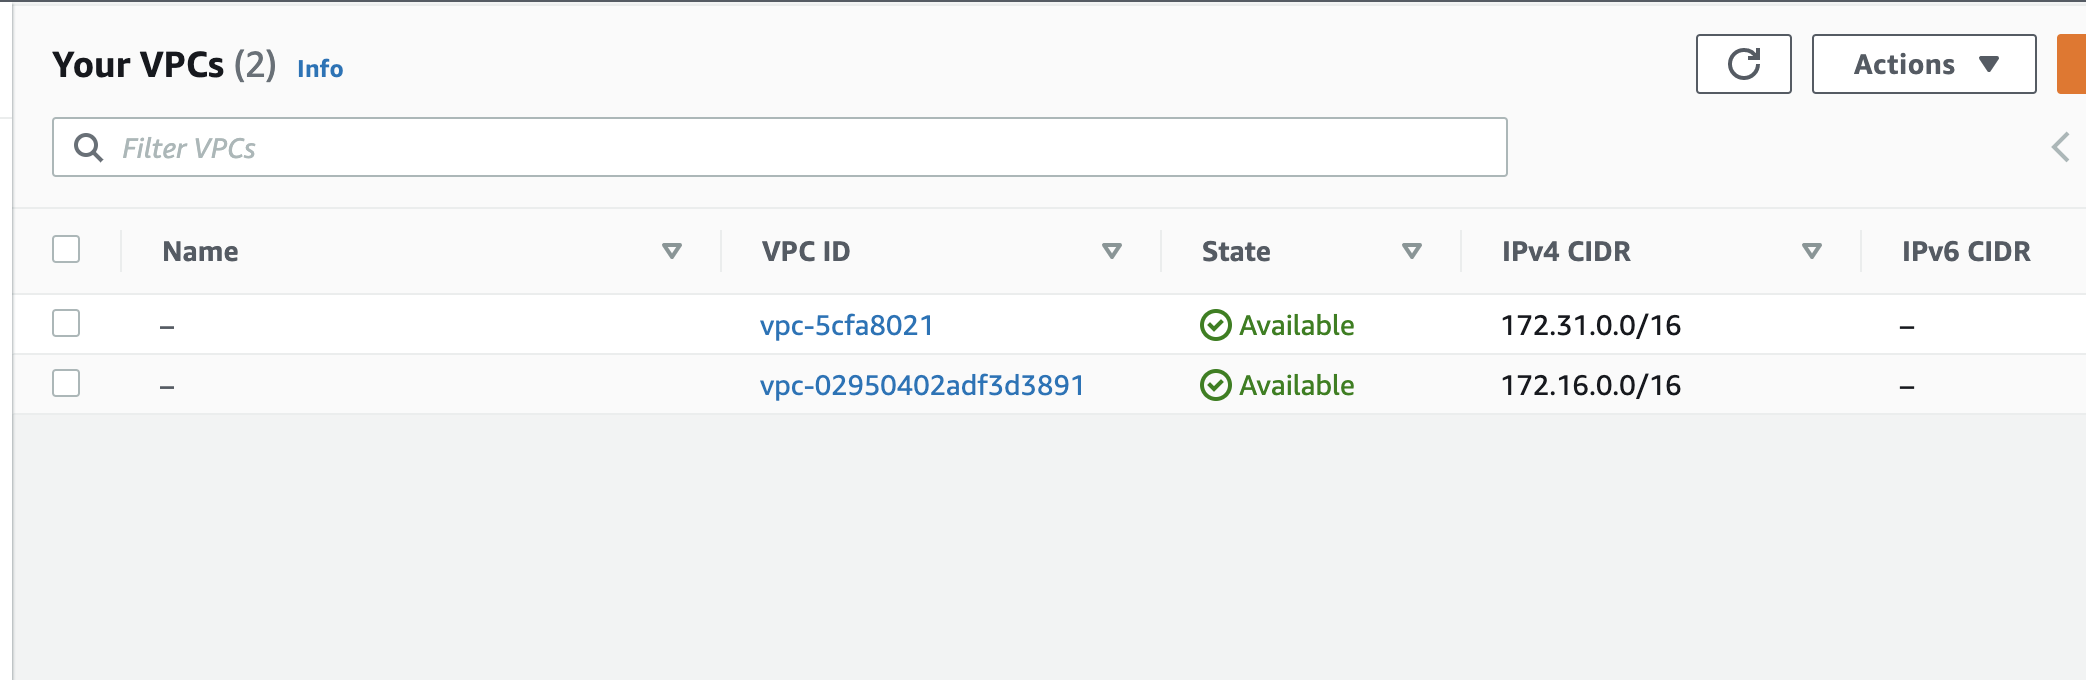 Your VPCs (2) Info
Actions
Filter VPCs
Name VPC ID State IPv4 CIDR IPv6 CIDR
– vpc-5cfa8021 Available 172.31.0.0/16 –
– vpc-02950402adf3d3891 Available 172.16.0.0/16 –